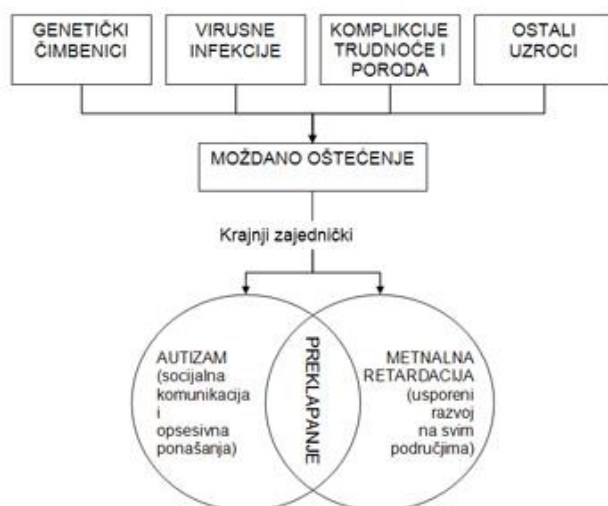 GENETIČKI
ČIMBENICI
VIRUSNE
INFEKCIJE
KOMPLIKCIJE
TRUDNOĆE I
PORODA
OSTALI
UZROCI
MOŽDANO OŠTEĆENJE
Krajnji zajednički
AUTIZAM
(socijalna
komunikacija
i
opsesivna
ponašanja)
PREKLAPANJE
METNALNA
RETARDACIJA
(usporeni
razvoj
na svim
područjima)